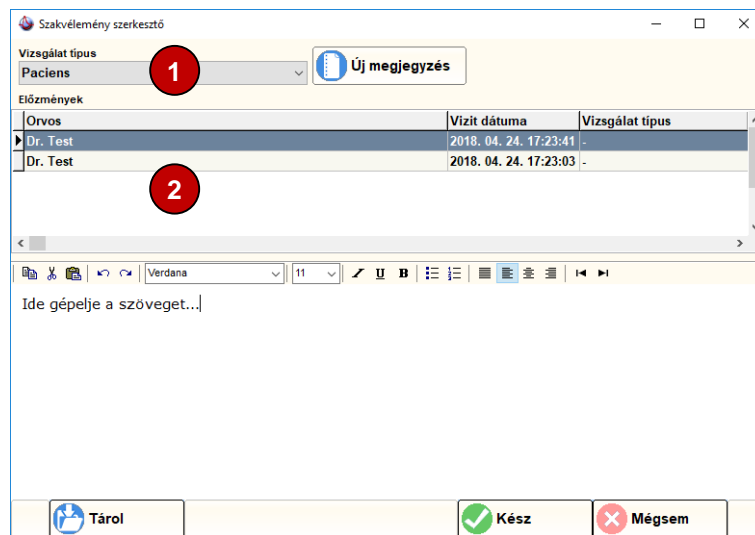 Szakvélemény szerkesztő
Vizsgálat típus
Paciens
1
Új megjegyzés
Előzmények
Orvos Vizit dátuma Vizsgálat típus
Dr. Test 2018. 04. 24. 17:23:41 -
Dr. Test 2018. 04. 24. 17:23:03 -
2
Verdana 11 I U B
Ide gépelje a szöveget...
Tárol Kész Mégsem